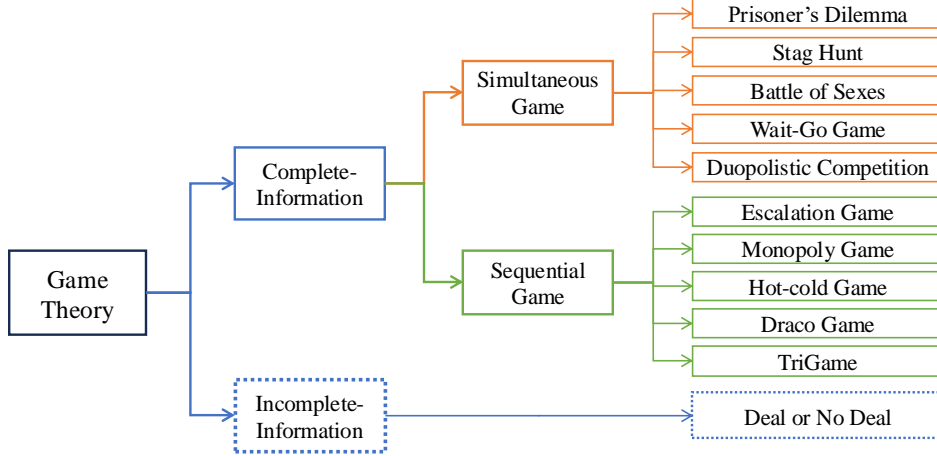 Prisoner’s Dilemma
Stag Hunt
Battle of Sexes
Wait-Go Game
Duopolistic Competition
Simultaneous
Game
Complete-
Information
Escalation Game
Monopoly Game
Hot-cold Game
Draco Game
TriGame
Sequential
Game
Game
Theory
Incomplete-
Information
Deal or No Deal